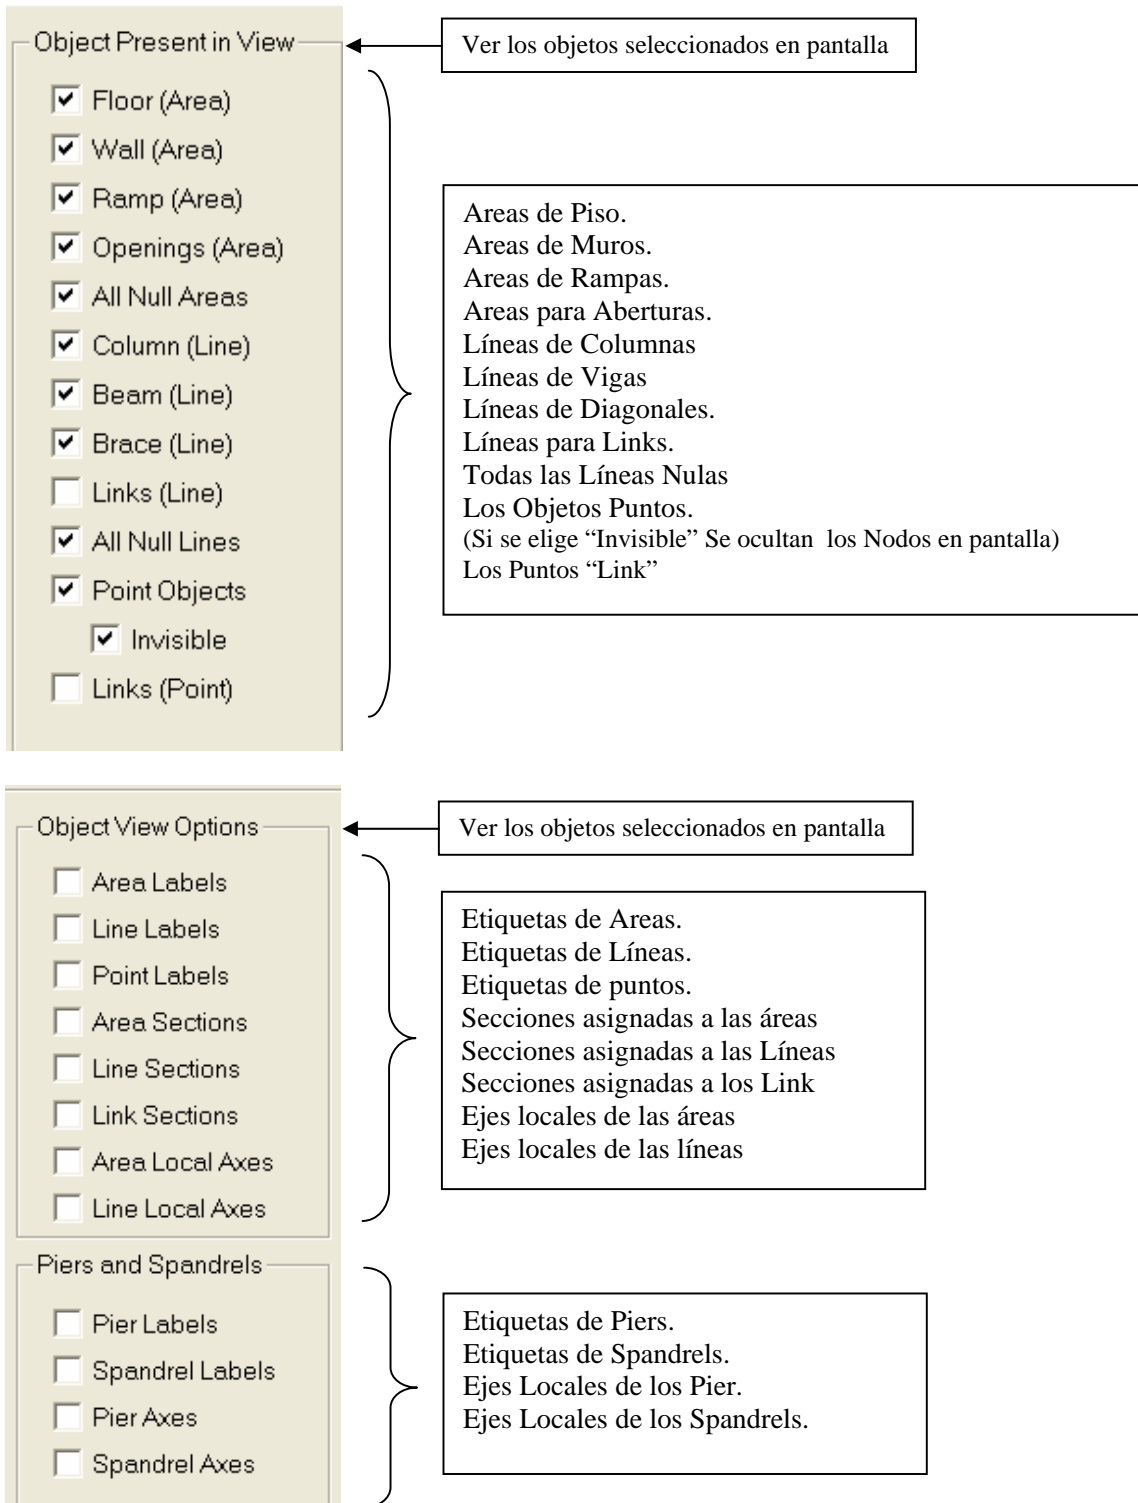 Object Present in View
Ver los objetos seleccionados en pantalla
Floor (Area)
Wall (Area)
Ramp (Area)
Openings (Area)
All Null Areas
Column (Line)
Beam (Line)
Brace (Line)
Links (Line)
All Null Lines
Point Objects
Invisible
Links (Point)
Areas de Piso.
Areas de Muros.
Areas de Rampas.
Areas para Aberturas.
Líneas de Columnas
Líneas de Vigas
Líneas de Diagonales.
Líneas para Links.
Todas las Líneas Nulas
Los Objetos Puntos.
(Si se elige “Invisible” Se ocultan los Nodos en pantalla)
Los Puntos “Link”
Object View Options
Ver los objetos seleccionados en pantalla
Area Labels
Line Labels
Point Labels
Area Sections
Line Sections
Link Sections
Area Local Axes
Line Local Axes
Etiquetas de Areas.
Etiquetas de Líneas.
Etiquetas de puntos.
Secciones asignadas a las áreas
Secciones asignadas a las Líneas
Secciones asignadas a los Link
Ejes locales de las áreas
Ejes locales de las líneas
Piers and Spandrels
Pier Labels
Spandrel Labels
Pier Axes
Spandrel Axes
Etiquetas de Piers.
Etiquetas de Spandrels.
Ejes Locales de los Pier.
Ejes Locales de los Spandrels.